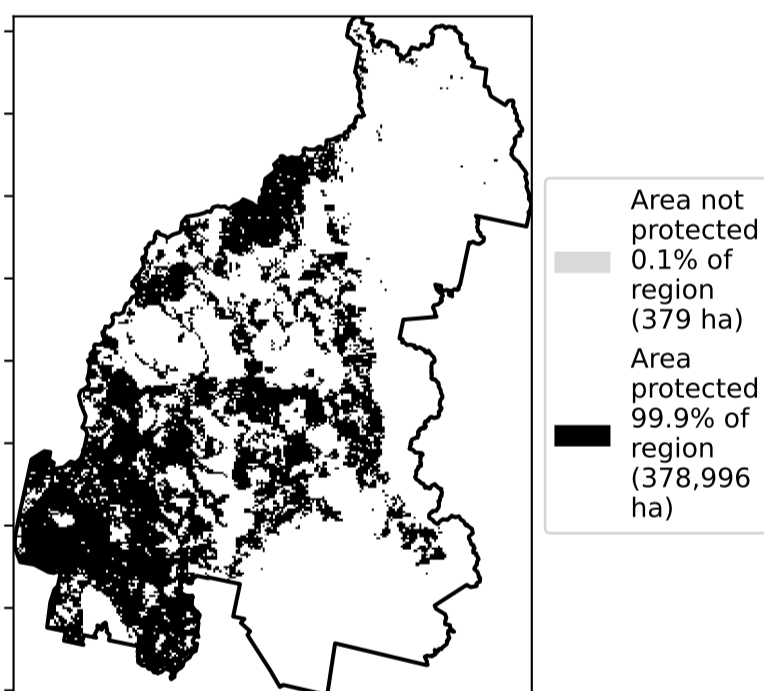 Area not
protected
0.1% of
region
(379 ha)
Area
protected
99.9% of
region
(378,996
ha)